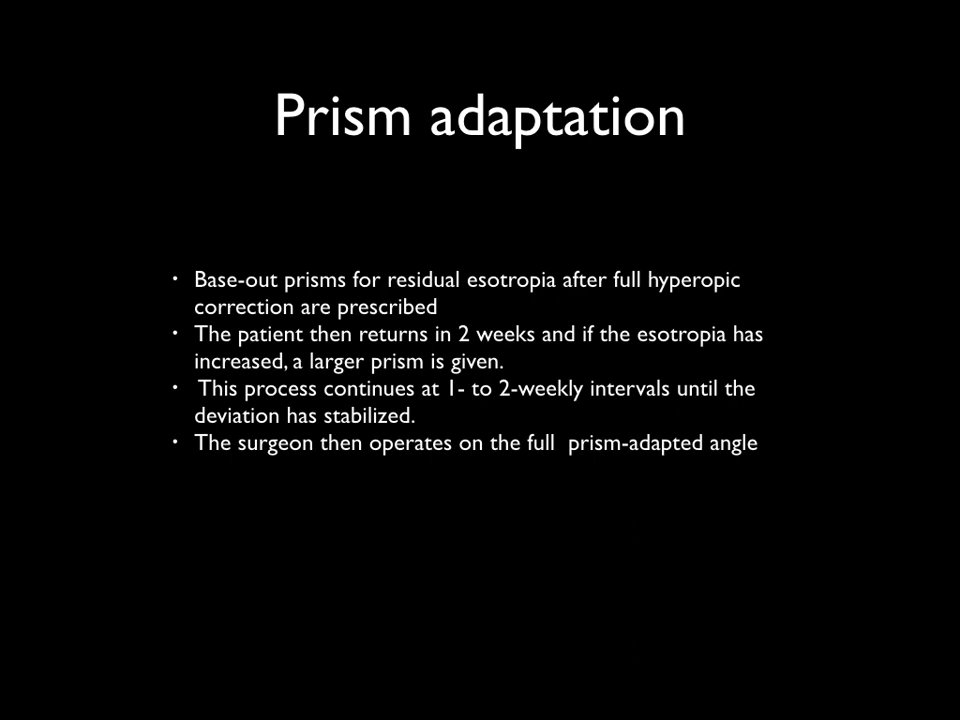 Prism adaptation
• Base-out prisms for residual esotropia after full hyperopic
correction are prescribed
• The patient then returns in 2 weeks and if the esotropia has
increased, a larger prism is given.
• This process continues at 1- to 2-weekly intervals until the
deviation has stabilized.
• The surgeon then operates on the full  prism-adapted angle